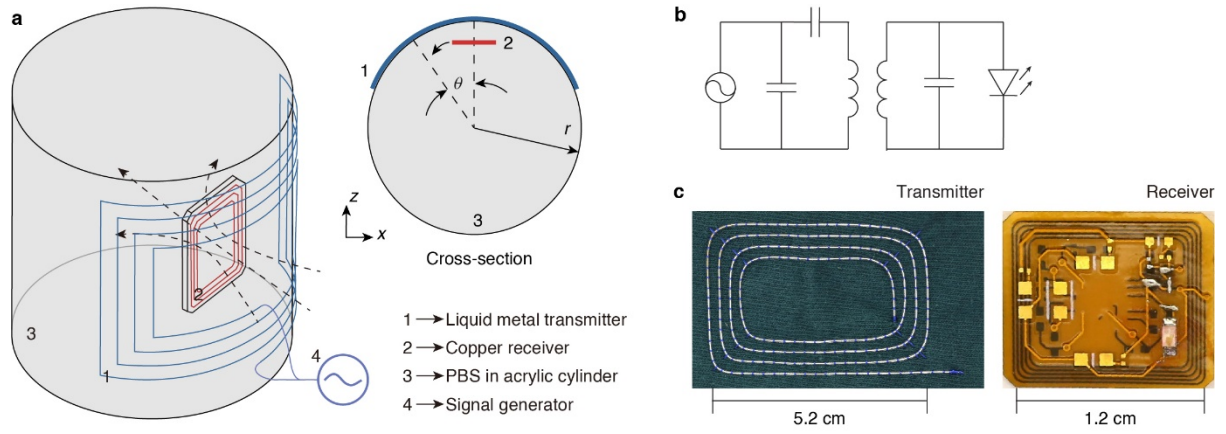 a
1
2
θ
r
3
z
x
Cross-section
2
3
1
4
1 → Liquid metal transmitter
2 → Copper receiver
3 → PBS in acrylic cylinder
4 → Signal generator
b
c
Transmitter
Receiver
5.2 cm
1.2 cm